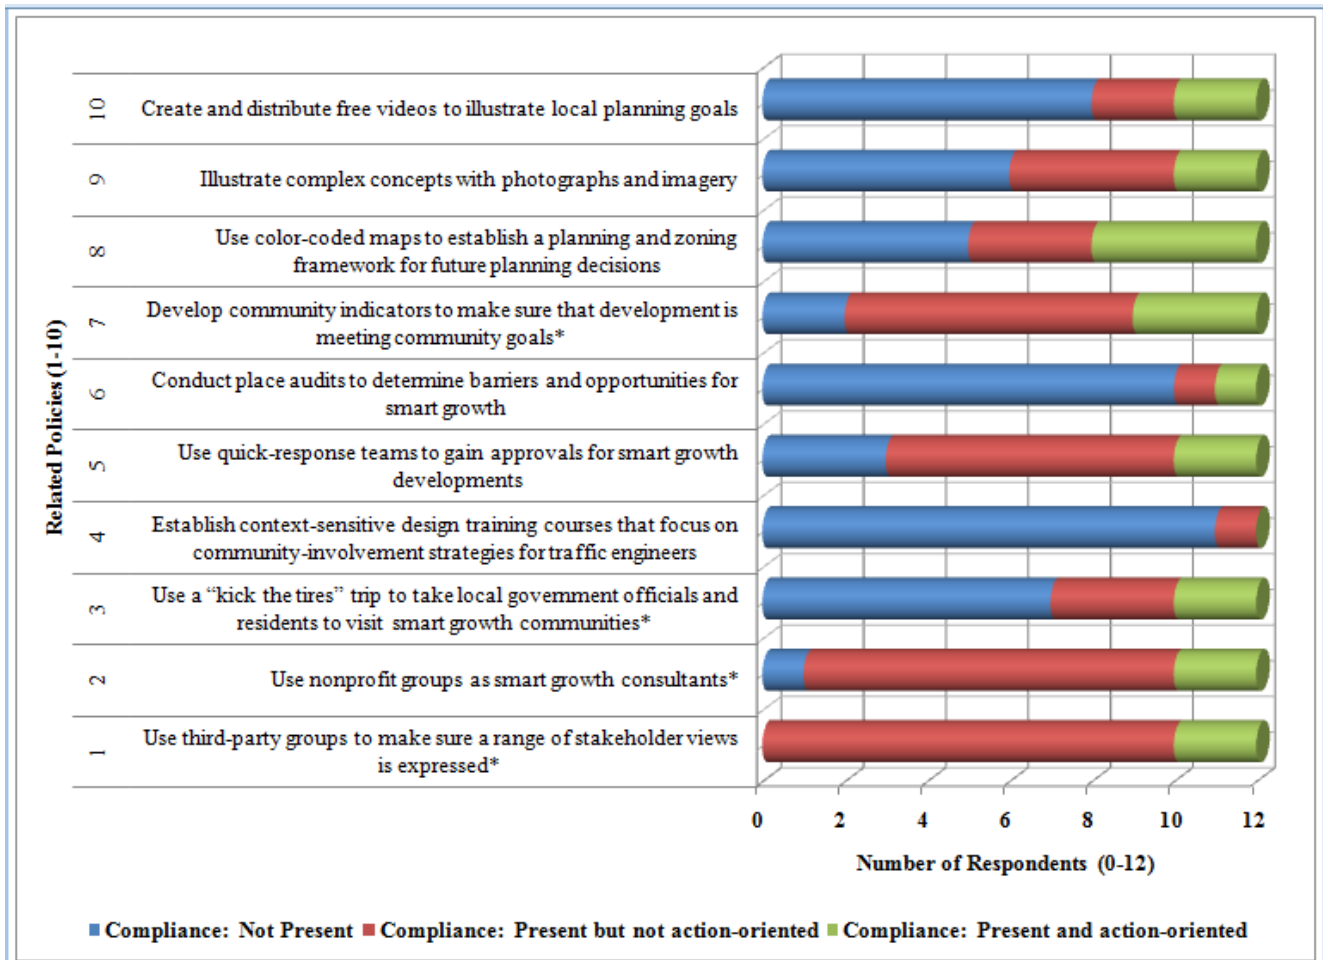 Related Policies (1-10)
10
Create and distribute free videos to illustrate local planning goals
9
Illustrate complex concepts with photographs and imagery
8
Use color-coded maps to establish a planning and zoning
framework for future planning decisions
7
Develop community indicators to make sure that development is
meeting community goals*
6
Conduct place audits to determine barriers and opportunities for
smart growth
5
Use quick-response teams to gain approvals for smart growth
developments
4
Establish context-sensitive design training courses that focus on
community-involvement strategies for traffic engineers
3
Use a “kick the tires” trip to take local government officials and
residents to visit smart growth communities*
2
Use nonprofit groups as smart growth consultants*
1
Use third-party groups to make sure a range of stakeholder views
is expressed*
0 2 4 6 8 10 12
Number of Respondents (0-12)
Compliance: Not Present Compliance: Present but not action-oriented Compliance: Present and action-oriented